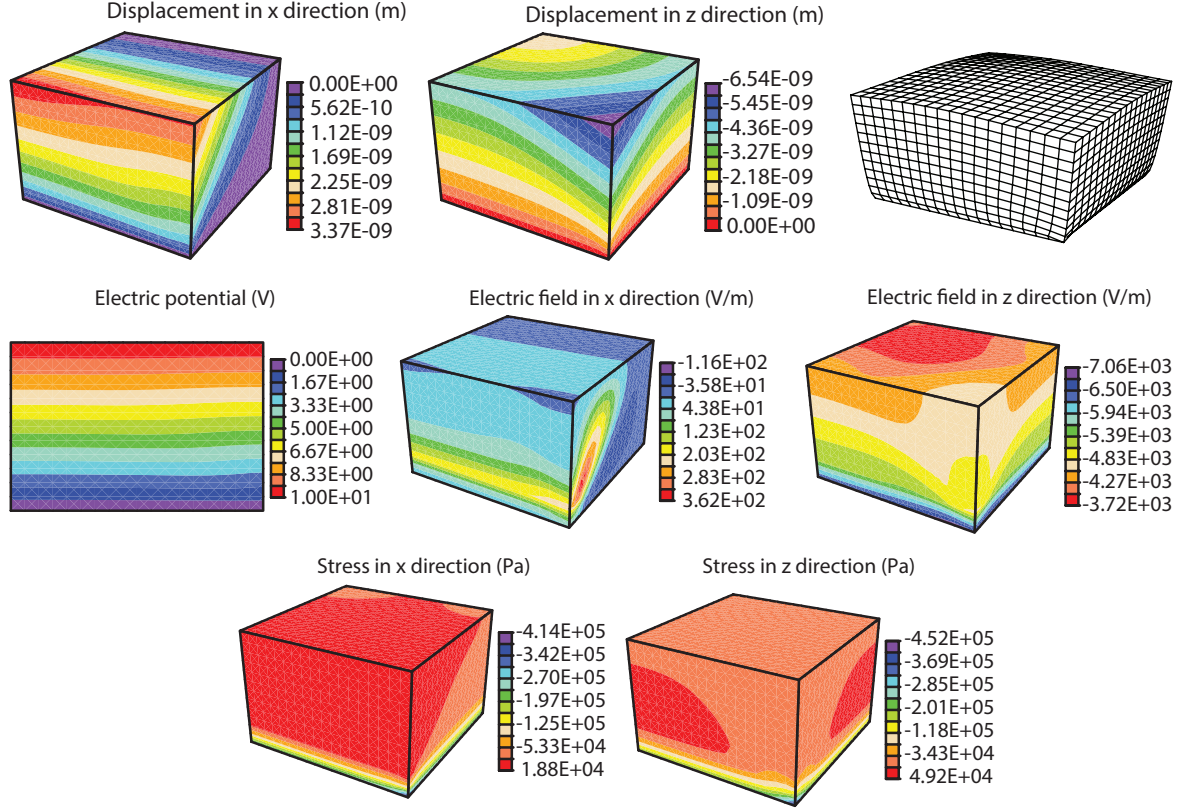 Displacement in x direction (m)
0.00E+00
5.62E-10
1.12E-09
1.69E-09
2.25E-09
2.81E-09
3.37E-09
Displacement in z direction (m)
-6.54E-09
-5.45E-09
-4.36E-09
-3.27E-09
-2.18E-09
-1.09E-09
0.00E+00
Electric potential (V)
0.00E+00
1.67E+00
3.33E+00
5.00E+00
6.67E+00
8.33E+00
1.00E+01
Electric field in x direction (V/m)
-1.16E+02
-3.58E+01
4.38E+01
1.23E+02
2.03E+02
2.83E+02
3.62E+02
Electric field in z direction (V/m)
-7.06E+03
-6.50E+03
-5.94E+03
-5.39E+03
-4.83E+03
-4.27E+03
-3.72E+03
Stress in x direction (Pa)
-4.14E+05
-3.42E+05
-2.70E+05
-1.97E+05
-1.25E+05
-5.33E+04
1.88E+04
Stress in z direction (Pa)
-4.52E+05
-3.69E+05
-2.85E+05
-2.01E+05
-1.18E+05
-3.43E+04
4.92E+04